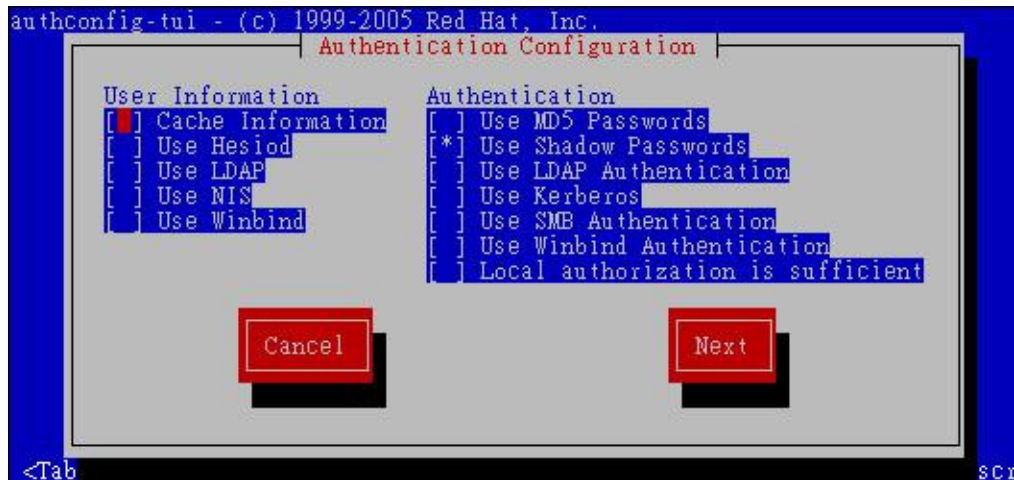 authconfig-tui - (c) 1999-2005 Red Hat, Inc.
Authentication Configuration
User Information
[ ] Cache Information
[ ] Use Hesiod
[ ] Use LDAP
[ ] Use NIS
[ ] Use Winbind
Authentication
[ ] Use MD5 Passwords
[*] Use Shadow Passwords
[ ] Use LDAP Authentication
[ ] Use Kerberos
[ ] Use SMB Authentication
[ ] Use Winbind Authentication
[ ] Local authorization is sufficient
Cancel
Next
<Tab
scr